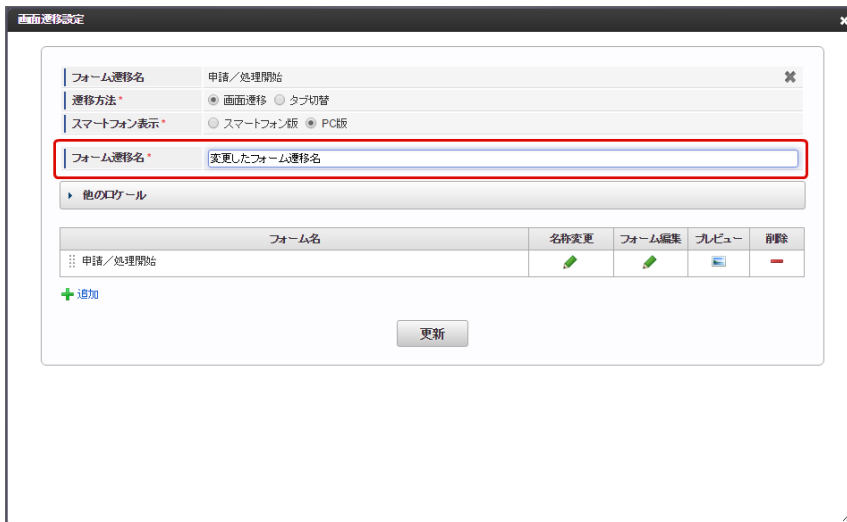 画面遷移設定
フォーム遷移名 申請／処理開始
遷移方法* 画面遷移 タブ切替
スマートフォン表示* スマートフォン版 PC版
フォーム遷移名* 変更したフォーム遷移名
他のロケール
フォーム名 名称変更 フォーム編集 プレビュー 削除
申請／処理開始
追加
更新